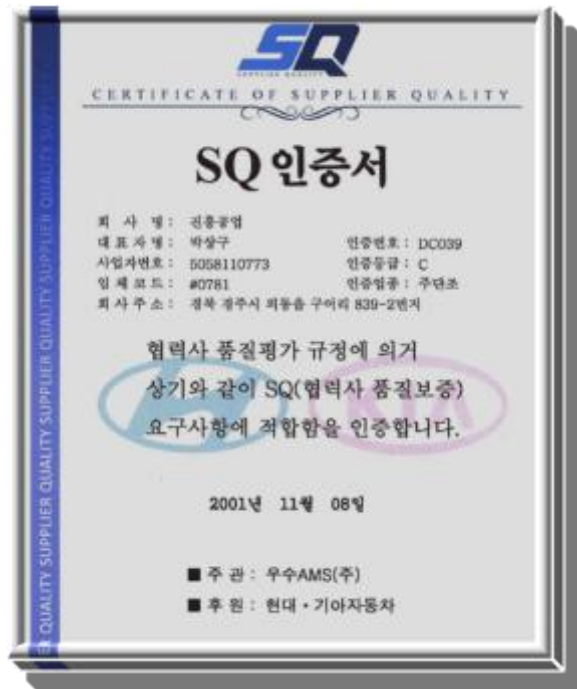 SQ
SUPPLIER QUALITY
CERTIFICATE OF SUPPLIER QUALITY
SQ 인증서
회 사 명 : 진흥공업
대 표 자 명 : 박상구
인증번호 : DC039
사업자번호 : 5058110773
인증등급 : C
업 체 코 드 : #0781
인증업종 : 주단조
회 사 주 소 : 경북 경주시 외동읍 구어리 839-2번지
협력사 품질평가 규정에 의거
상기와 같이 SQ(협력사 품질보증)
요구사항에 적합함을 인증합니다.
KIA
2001년 11월 08일
■ 주 관 : 우수AMS(주)
■ 후 원 : 현대·기아자동차
ER QUALITY SUPPLIER QUALITY SUPPLIER QUALITY SUPPLIER QUALITY SUPPLIER QUALITY